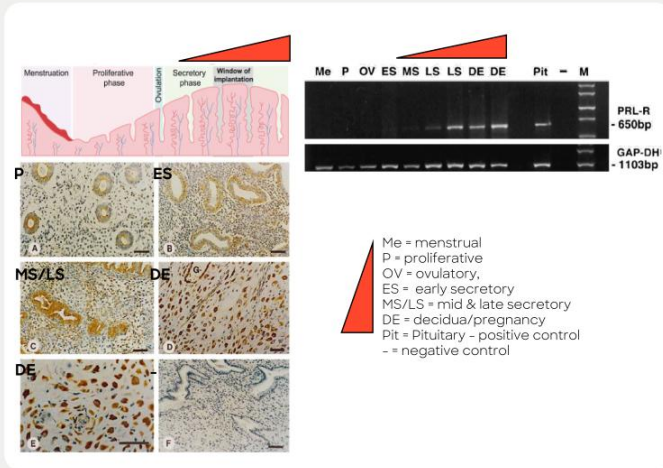 Menstruation
Proliferative
phase
Ovulation
Secretory
phase
Window of
implantation
P
ES
A
B
MS/LS
DE
G
C
D
DE
-
E
F
Me P OV ES MS LS LS DE DE Pit – M
PRL-R
- 650bp
GAP-DH
- 1103bp
Me = menstrual
P = proliferative
OV = ovulatory,
ES = early secretory
MS/LS = mid & late secretory
DE = decidua/pregnancy
Pit = Pituitary – positive control
– = negative control